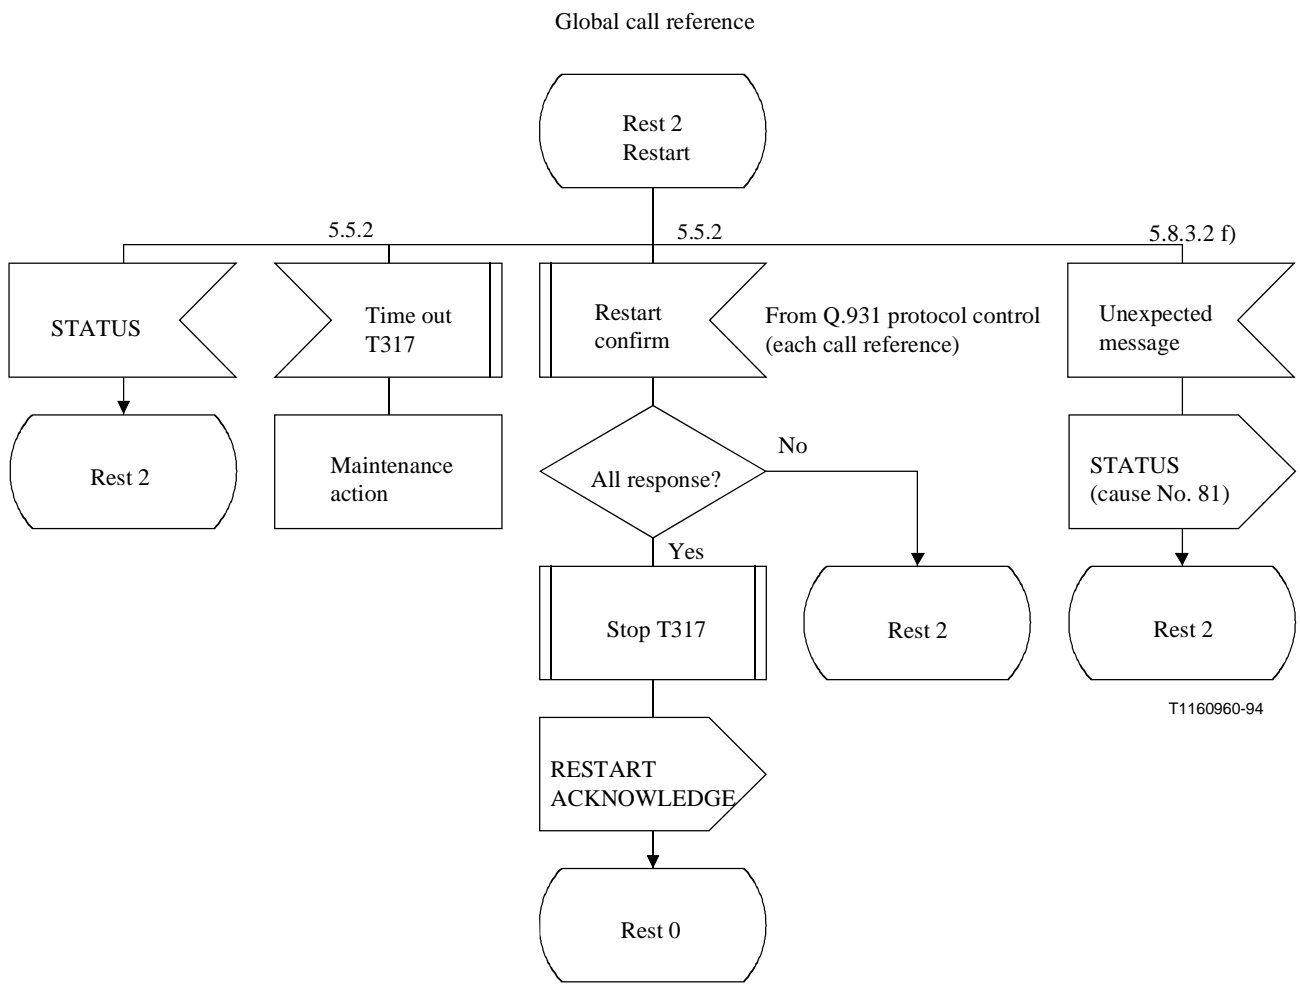 Global call reference
Rest 2
Restart
5.5.2
5.5.2
5.8.3.2 f)
STATUS
Time out
T317
Restart
confirm
From Q.931 protocol control
(each call reference)
Unexpected
message
Rest 2
Maintenance
action
All response?
No
STATUS
(cause No. 81)
Yes
Stop T317
Rest 2
Rest 2
T1160960-94
RESTART
ACKNOWLEDGE
Rest 0